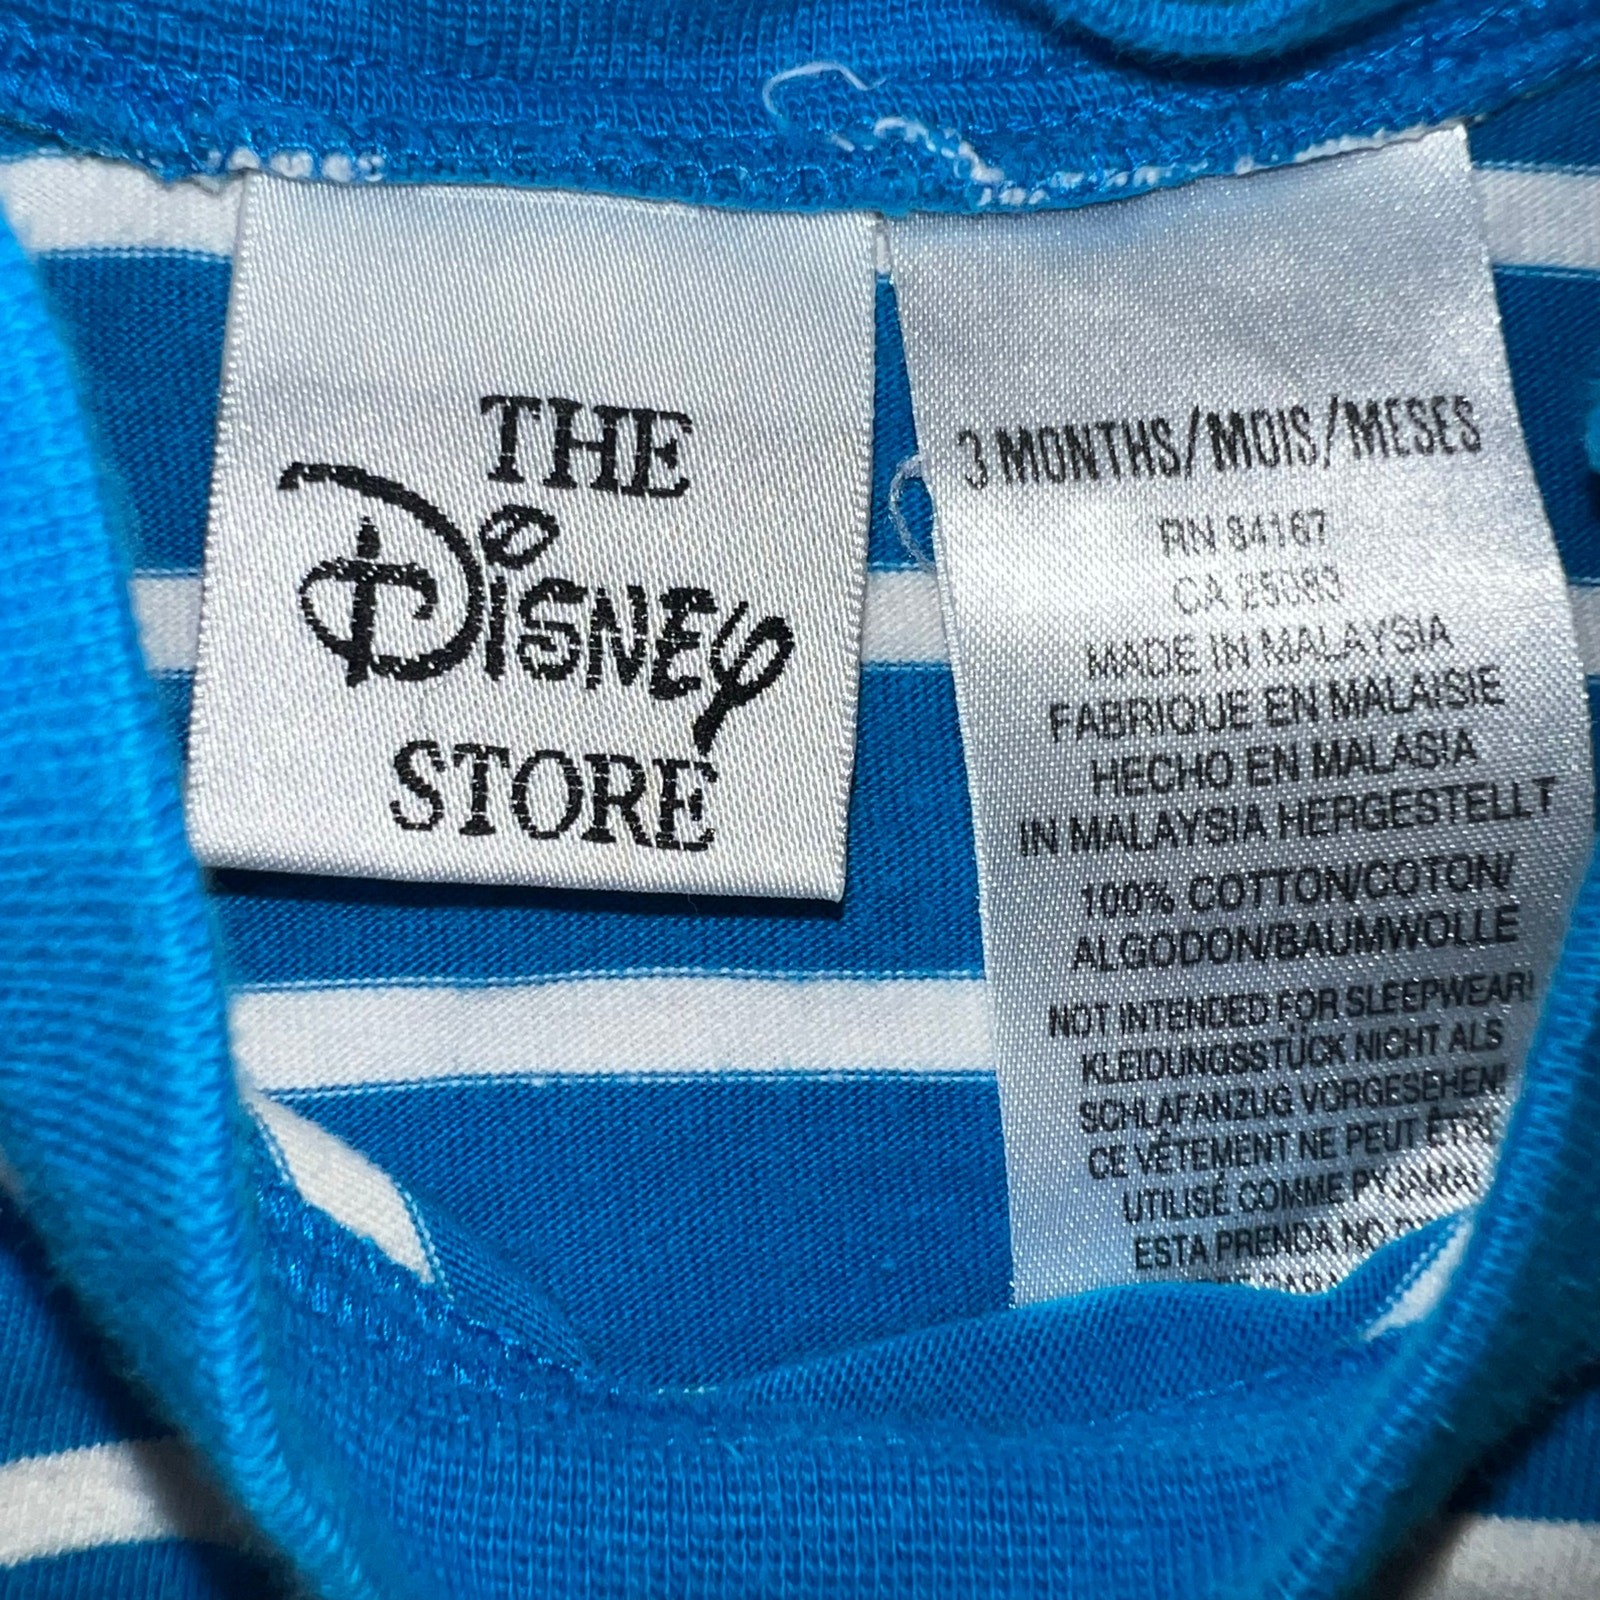 THE
Disney
STORE
3 MONTHS/MOIS/MESES
RN 84167
CA 25083
MADE IN MALAYSIA
FABRIQUE EN MALAISIE
HECHO EN MALASIA
IN MALAYSIA HERGESTELLT
100% COTTON/COTON/
ALGODON/BAUMWOLLE
NOT INTENDED FOR SLEEPWEAR!
KLEIDUNGSSTÜCK NICHT ALS
SCHLAFANZUG VORGESEHEN!
CE VÊTEMENT NE PEUT ÊTRE
UTILISÉ COMME PYJAMA
ESTA PRENDA NO